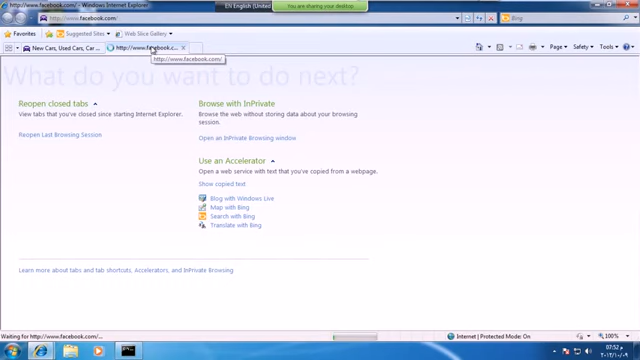 http://www.facebook.com/ - Windows Internet Explorer
EN English (United
You are sharing your desktop
http://www.facebook.com/
Bing
Favorites
Suggested Sites
Web Slice Gallery
New Cars, Used Cars, Car ...
http://www.facebook.c...
Page
Safety
Tools
http://www.facebook.com/
What do you want to do next?
Reopen closed tabs
View tabs that you've closed since starting Internet Explorer.
Reopen Last Browsing Session
Browse with InPrivate
Browse the web without storing data about your browsing
session.
Open an InPrivate Browsing window
Use an Accelerator
Open a web service with text that you've copied from a webpage.
Show copied text
Blog with Windows Live
Map with Bing
Search with Bing
Translate with Bing
Learn more about tabs and tab shortcuts, Accelerators, and InPrivate Browsing
Waiting for http://www.facebook.com/...
Internet | Protected Mode: On
100%